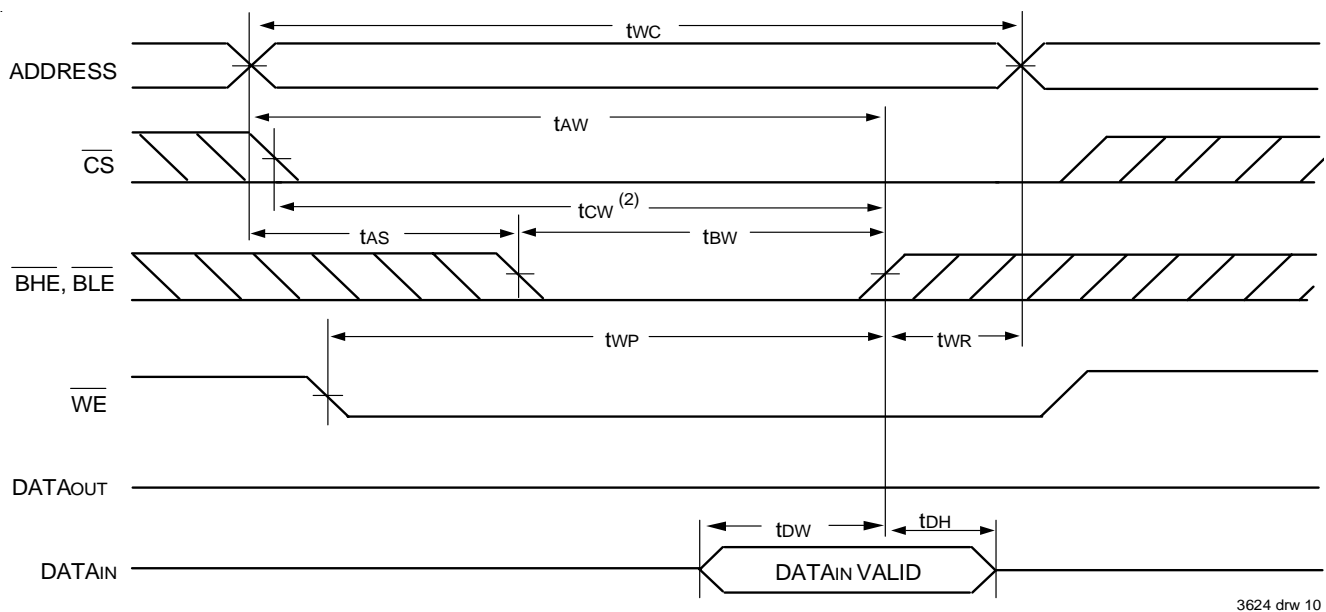 tWC
ADDRESS
tAW
CS
tCW (2)
tAS
tBW
BHE, BLE
tWP
tWR
WE
DATAOUT
tDW
tDH
DATAIN
DATAIN VALID
3624 drw 10